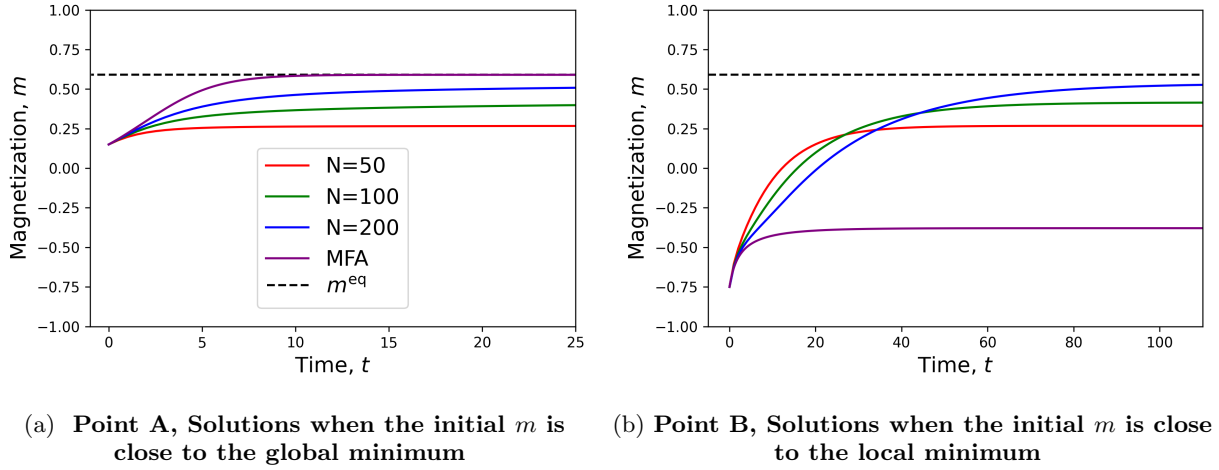 1.00
0.75
0.50
0.25
0.00
−0.25
−0.50
−0.75
−1.00
Magnetization, m
0
5
10
15
20
25
Time, t
N=50
N=100
N=200
MFA
m^eq
1.00
0.75
0.50
0.25
0.00
−0.25
−0.50
−0.75
−1.00
Magnetization, m
0
20
40
60
80
100
Time, t
(a) Point A, Solutions when the initial m is
close to the global minimum
(b) Point B, Solutions when the initial m is close
to the local minimum